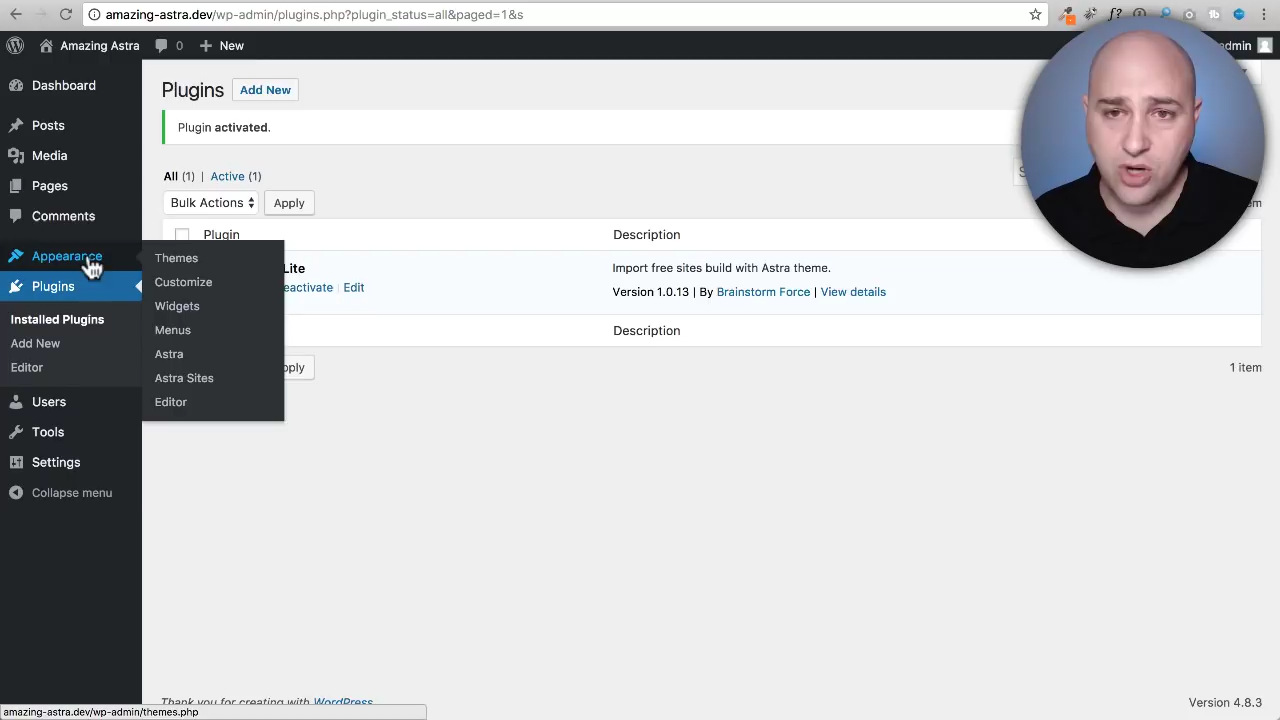 amazing-astra.dev/wp-admin/plugins.php?plugin_status=all&paged=1&s
Amazing Astra
0
New
dmin
Dashboard
Posts
Media
Pages
Comments
Appearance
Plugins
Installed Plugins
Add New
Editor
Users
Tools
Settings
Collapse menu
Themes
Customize
Widgets
Menus
Astra
Astra Sites
Editor
Plugins
Add New
Plugin activated.
All (1) | Active (1)
Bulk Actions
Apply
Plugin
Description
Lite
eactivate | Edit
Import free sites build with Astra theme.
Version 1.0.13 | By Brainstorm Force | View details
Description
pply
1 item
Thank you for creating with WordPress
Version 4.8.3
amazing-astra.dev/wp-admin/themes.php